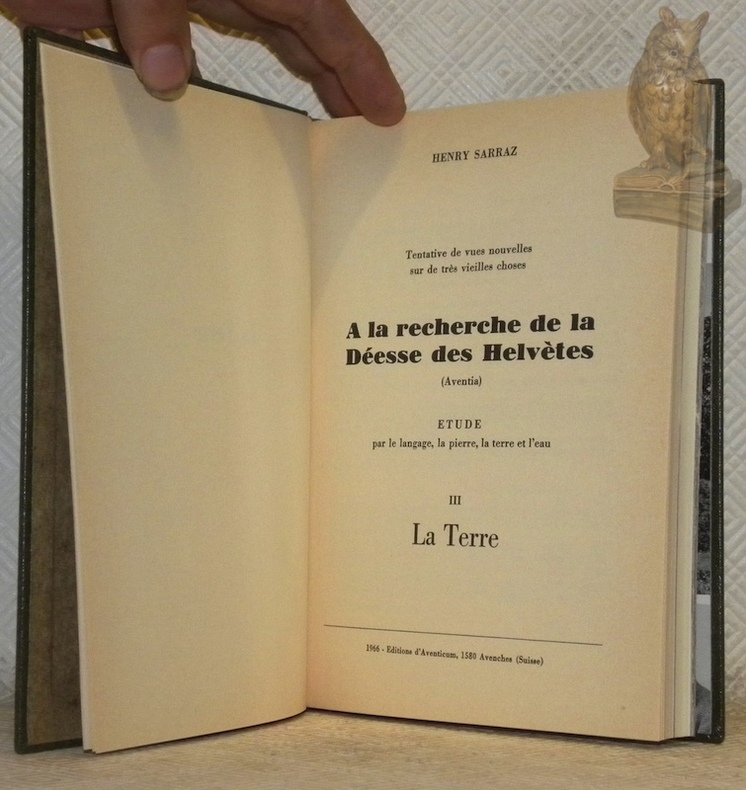 HENRY SARRAZ
Tentative de vues nouvelles
sur de très vieilles choses
A la recherche de la
Déesse des Helvètes
(Aventia)
ETUDE
par le langage, la pierre, la terre et l'eau
III
La Terre
1966 - Editions d'Aventicum, 1580 Avenches (Suisse)